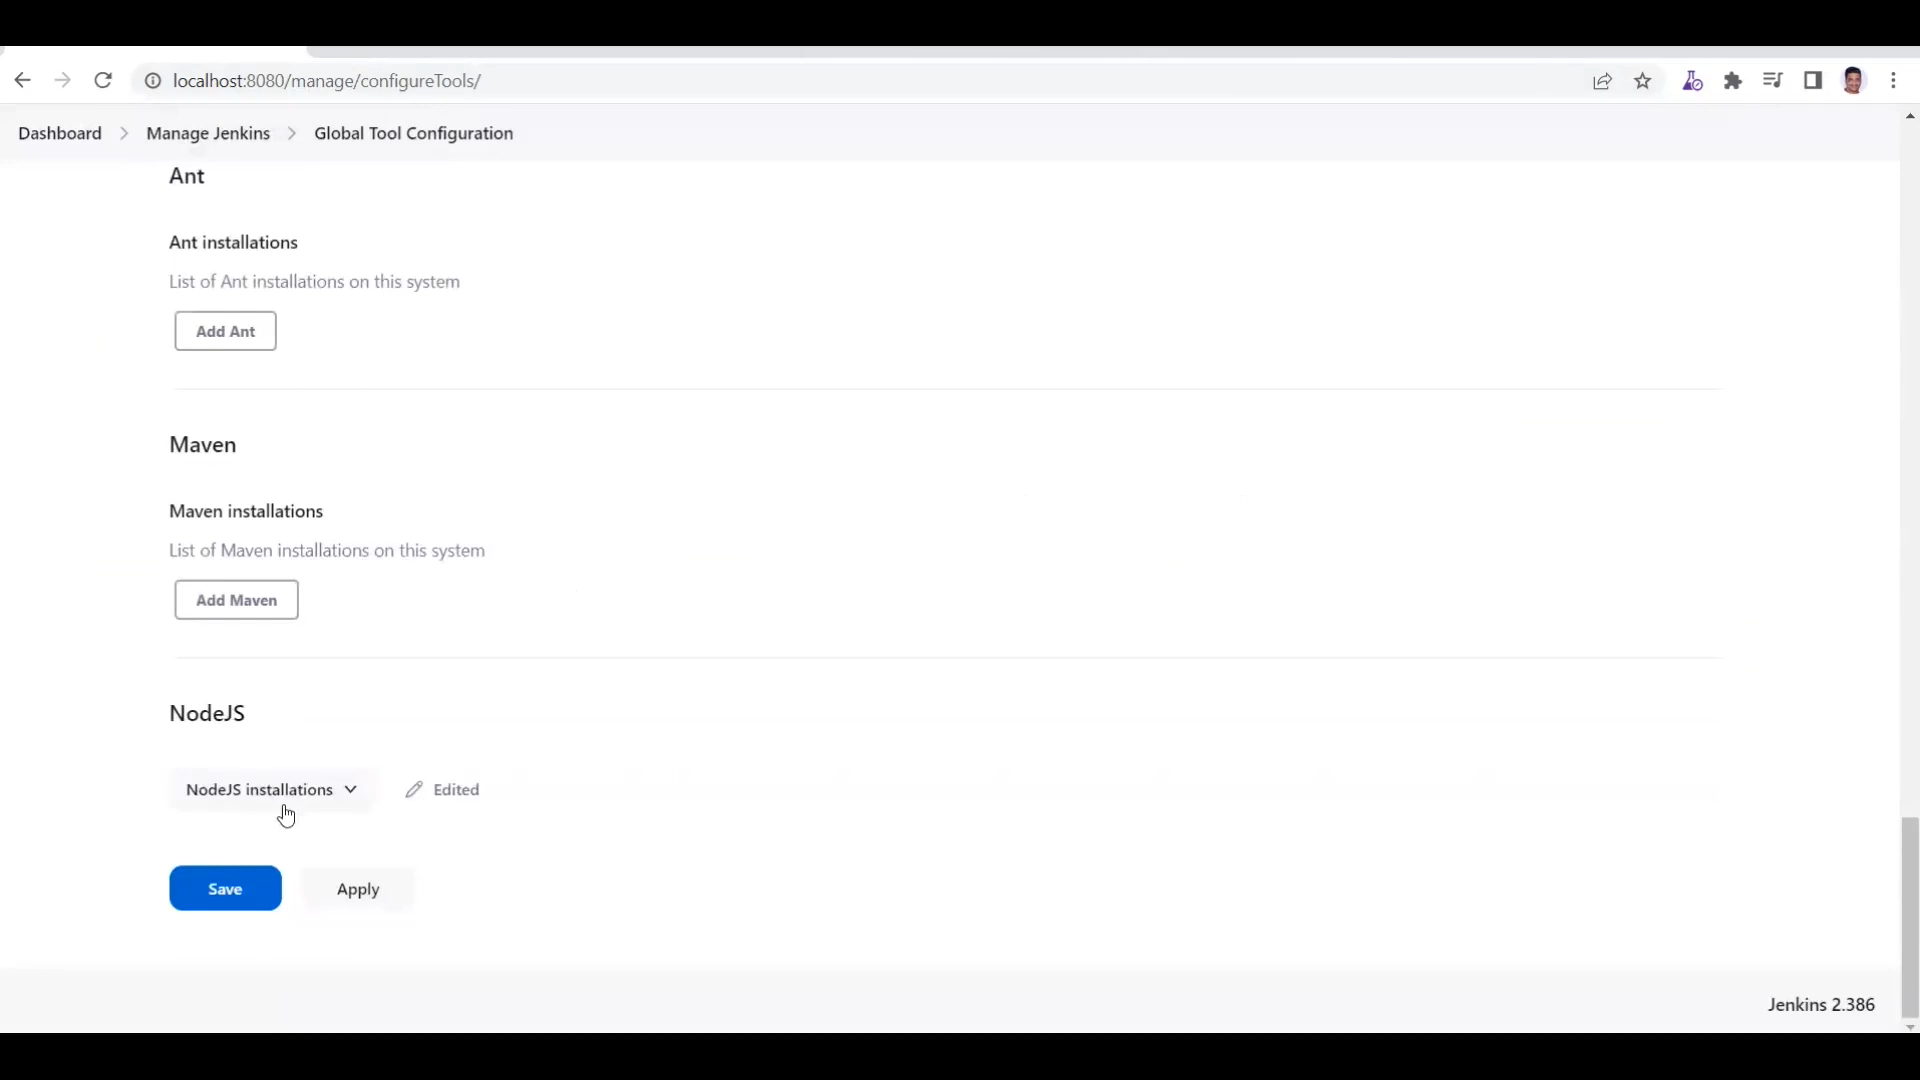 localhost:8080/manage/configureTools/
Dashboard Manage Jenkins Global Tool Configuration
Ant
Ant installations
List of Ant installations on this system
Add Ant
Maven
Maven installations
List of Maven installations on this system
Add Maven
NodeJS
NodeJS installations Edited
Save Apply
Jenkins 2.386